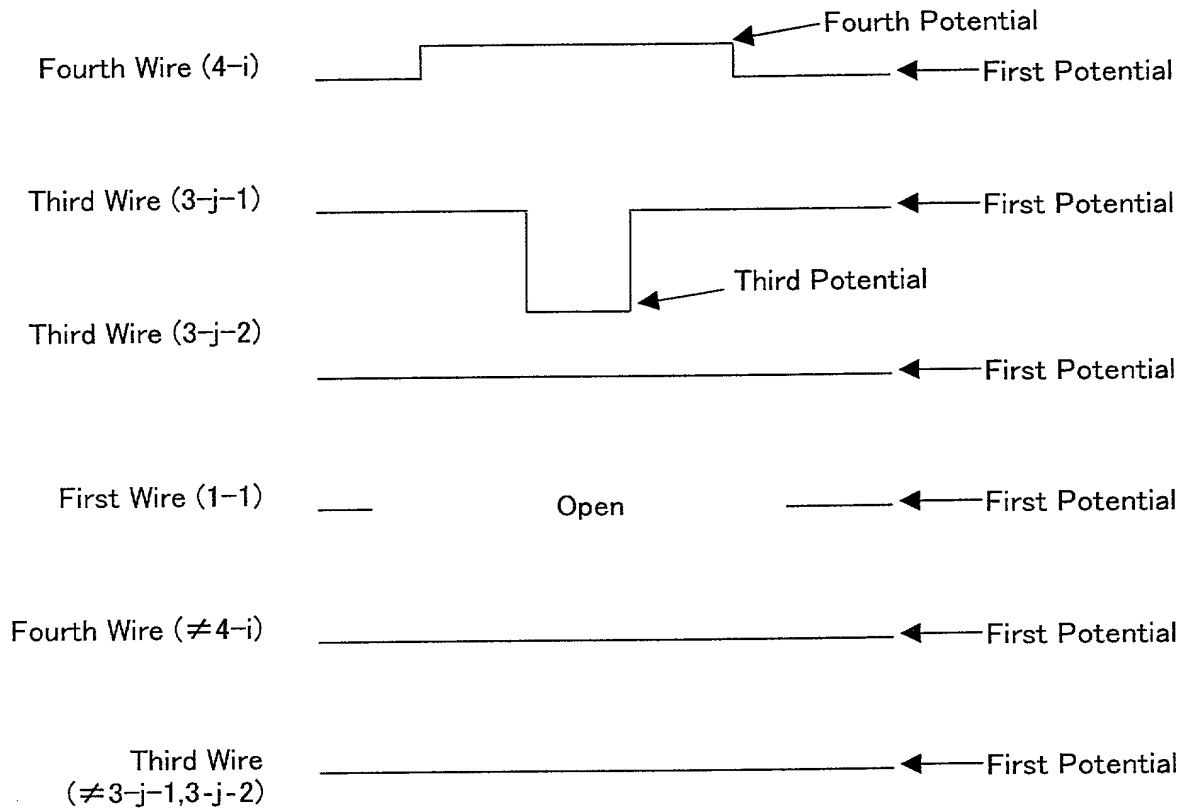 Fourth Potential
Fourth Wire (4-i)
First Potential
Third Wire (3-j-1)
First Potential
Third Potential
Third Wire (3-j-2)
First Potential
First Wire (1-1)
Open
First Potential
Fourth Wire (≠4-i)
First Potential
Third Wire
(≠3-j-1,3-j-2)
First Potential